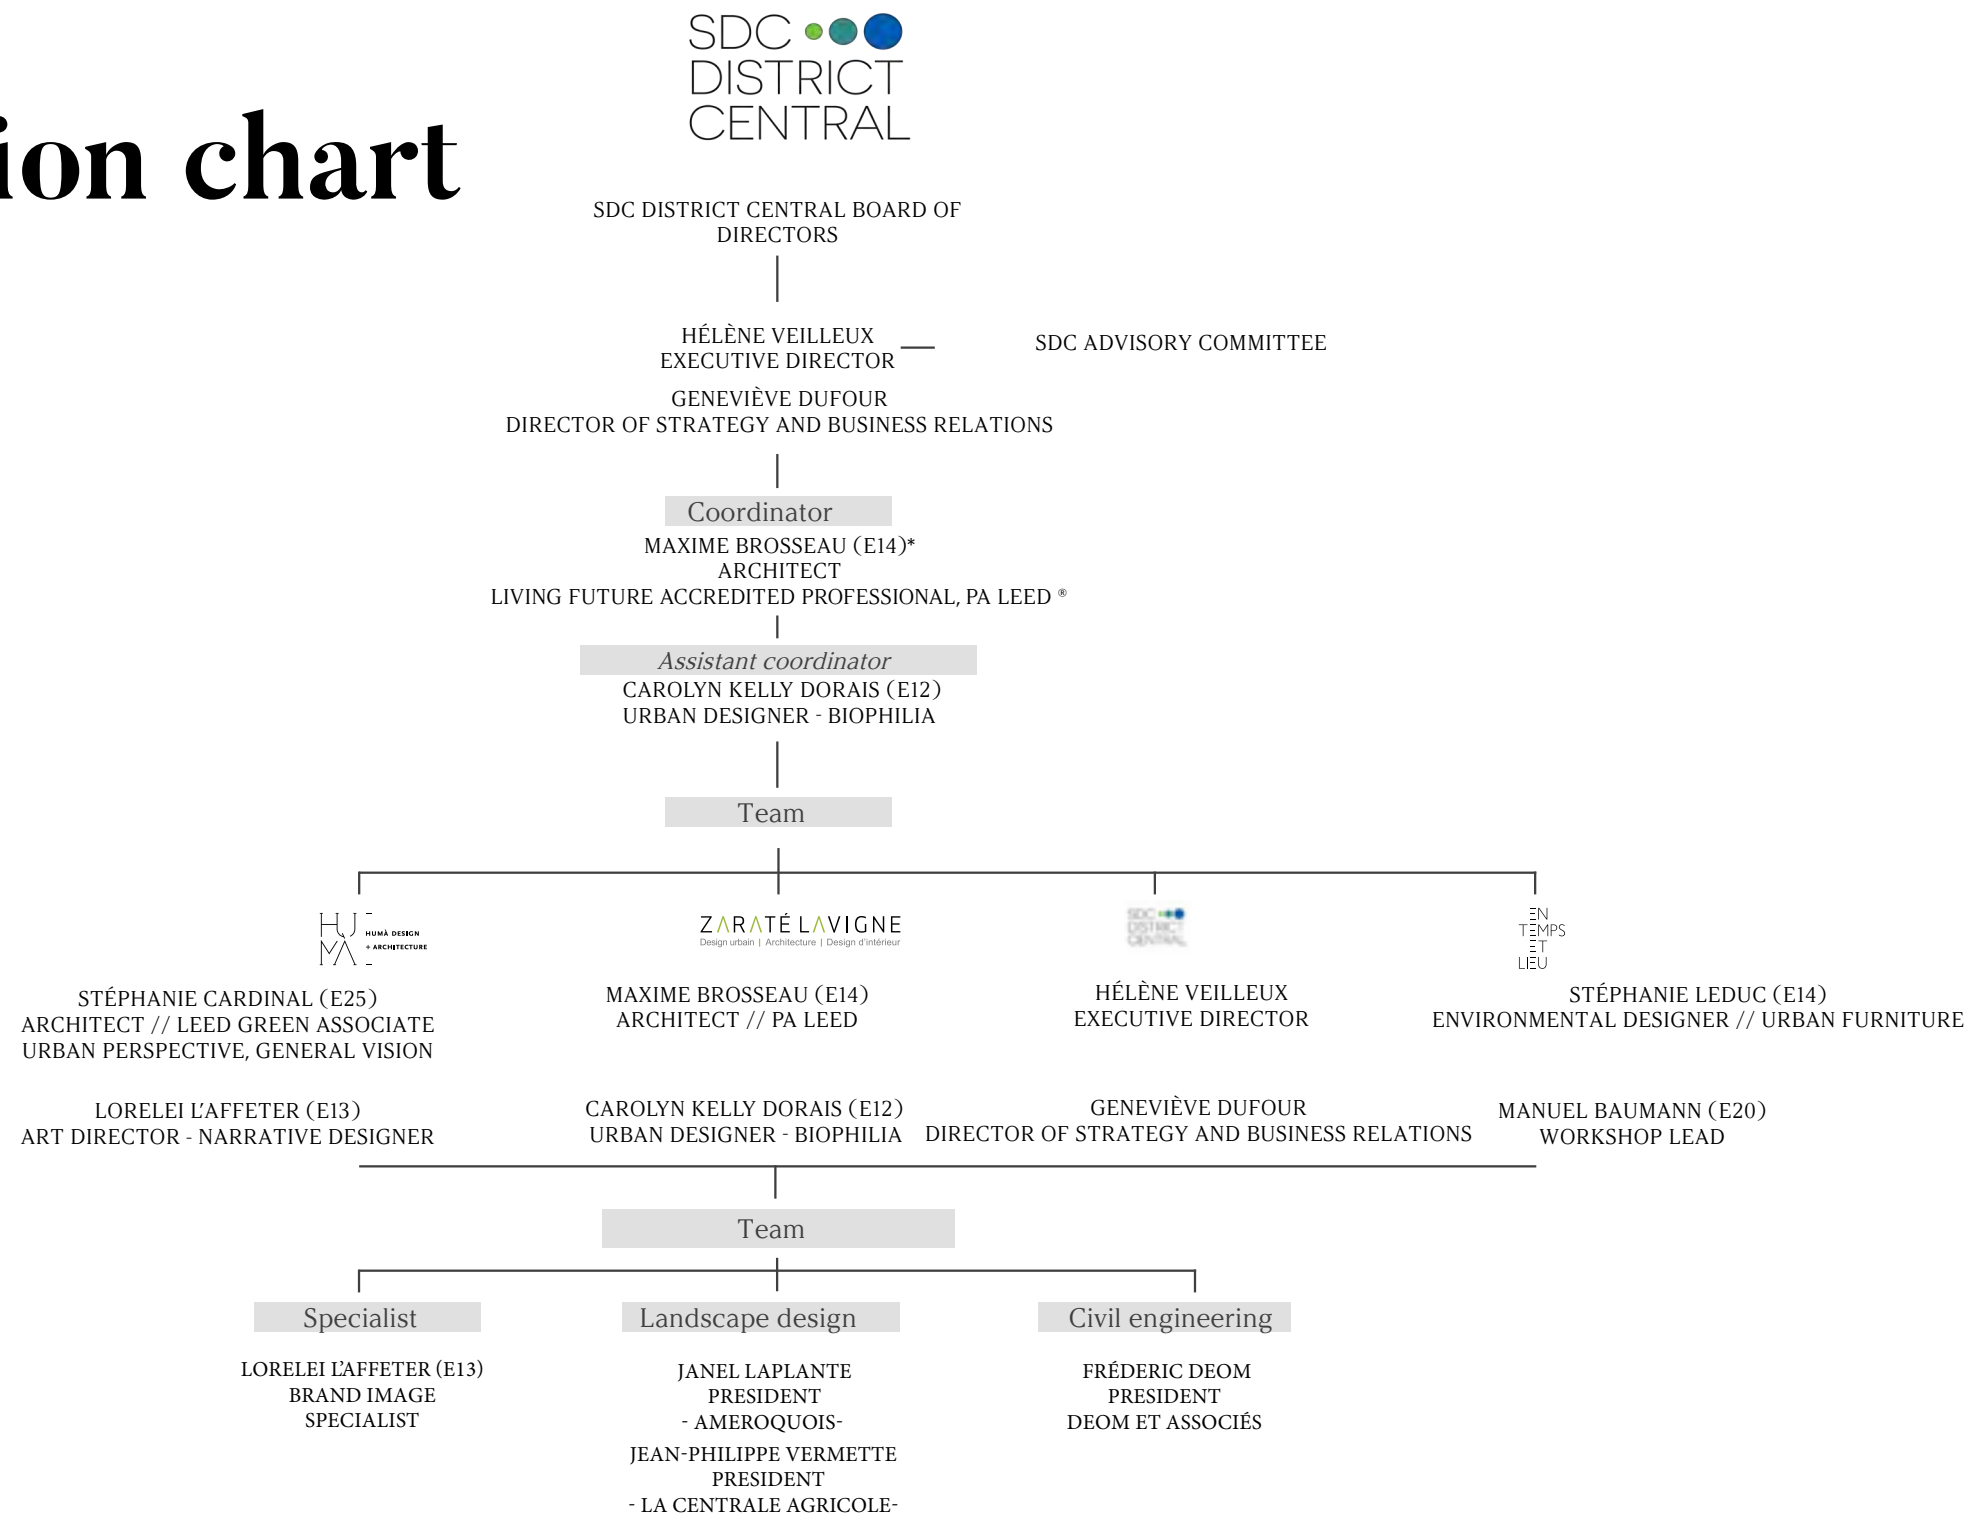 SDC
DISTRICT
CENTRAL
ion chart
SDC DISTRICT CENTRAL BOARD OF
DIRECTORS
HÉLÈNE VEILLEUX
EXECUTIVE DIRECTOR
SDC ADVISORY COMMITTEE
GENEVIÈVE DUFOUR
DIRECTOR OF STRATEGY AND BUSINESS RELATIONS
Coordinator
MAXIME BROSSEAU (E14)*
ARCHITECT
LIVING FUTURE ACCREDITED PROFESSIONAL, PA LEED ®
Assistant coordinator
CAROLYN KELLY DORAIS (E12)
URBAN DESIGNER - BIOPHILIA
Team
HUMÀ
HUMÀ DESIGN
+ ARCHITECTURE
STÉPHANIE CARDINAL (E25)
ARCHITECT // LEED GREEN ASSOCIATE
URBAN PERSPECTIVE, GENERAL VISION
LORELEI L'AFFETER (E13)
ART DIRECTOR - NARRATIVE DESIGNER
ZARATÉ LAVIGNE
Design urbain | Architecture | Design d'intérieur
MAXIME BROSSEAU (E14)
ARCHITECT // PA LEED
CAROLYN KELLY DORAIS (E12)
URBAN DESIGNER - BIOPHILIA
SDC
DISTRICT
CENTRAL
HÉLÈNE VEILLEUX
EXECUTIVE DIRECTOR
GENEVIÈVE DUFOUR
DIRECTOR OF STRATEGY AND BUSINESS RELATIONS
EN
TEMPS
ET
LIEU
STÉPHANIE LEDUC (E14)
ENVIRONMENTAL DESIGNER // URBAN FURNITURE
MANUEL BAUMANN (E20)
WORKSHOP LEAD
Team
Specialist
LORELEI L'AFFETER (E13)
BRAND IMAGE
SPECIALIST
Landscape design
JANEL LAPLANTE
PRESIDENT
- AMEROQUOIS-
JEAN-PHILIPPE VERMETTE
PRESIDENT
- LA CENTRALE AGRICOLE-
Civil engineering
FRÉDERIC DEOM
PRESIDENT
DEOM ET ASSOCIÉS